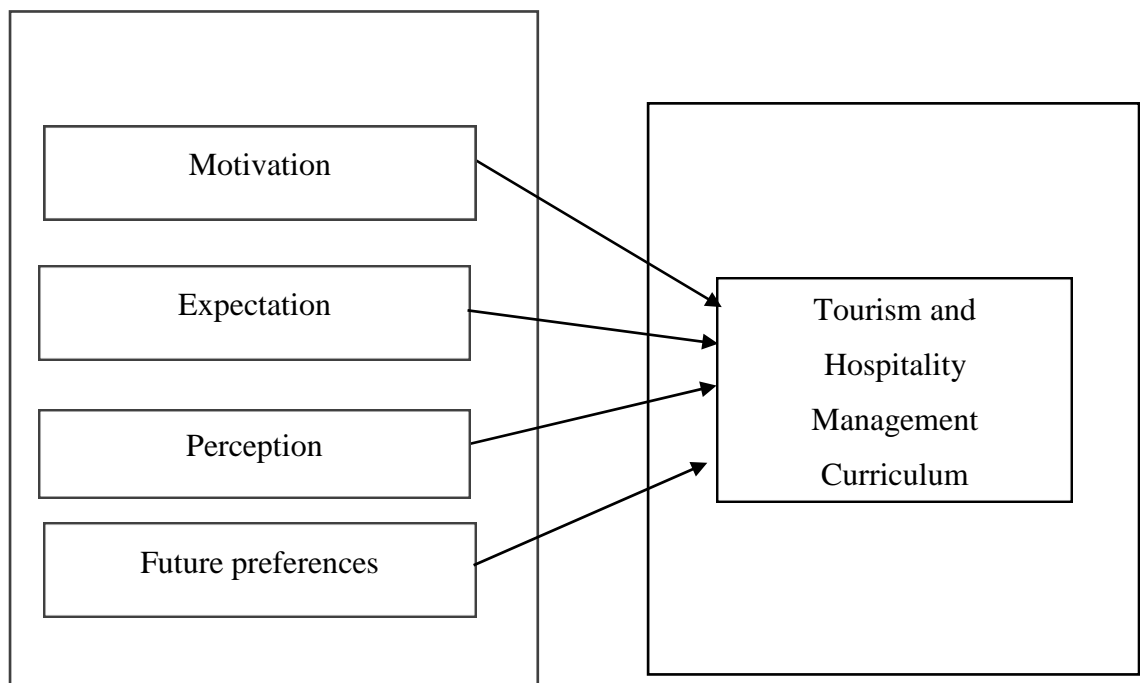 Motivation
Expectation
Perception
Future preferences
Tourism and
Hospitality
Management
Curriculum